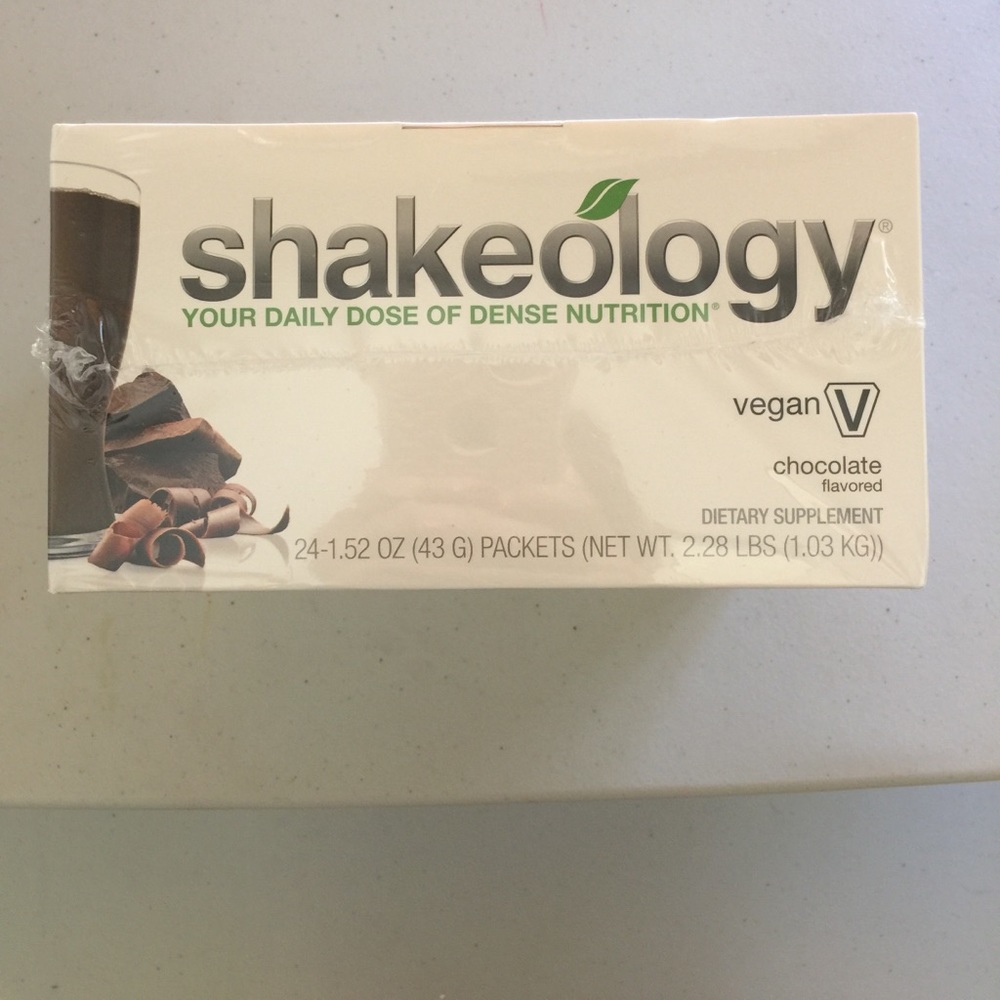 shakeology®
YOUR DAILY DOSE OF DENSE NUTRITION®
vegan V
chocolate
flavored
DIETARY SUPPLEMENT
24-1.52 OZ (43 G) PACKETS (NET WT. 2.28 LBS (1.03 KG))